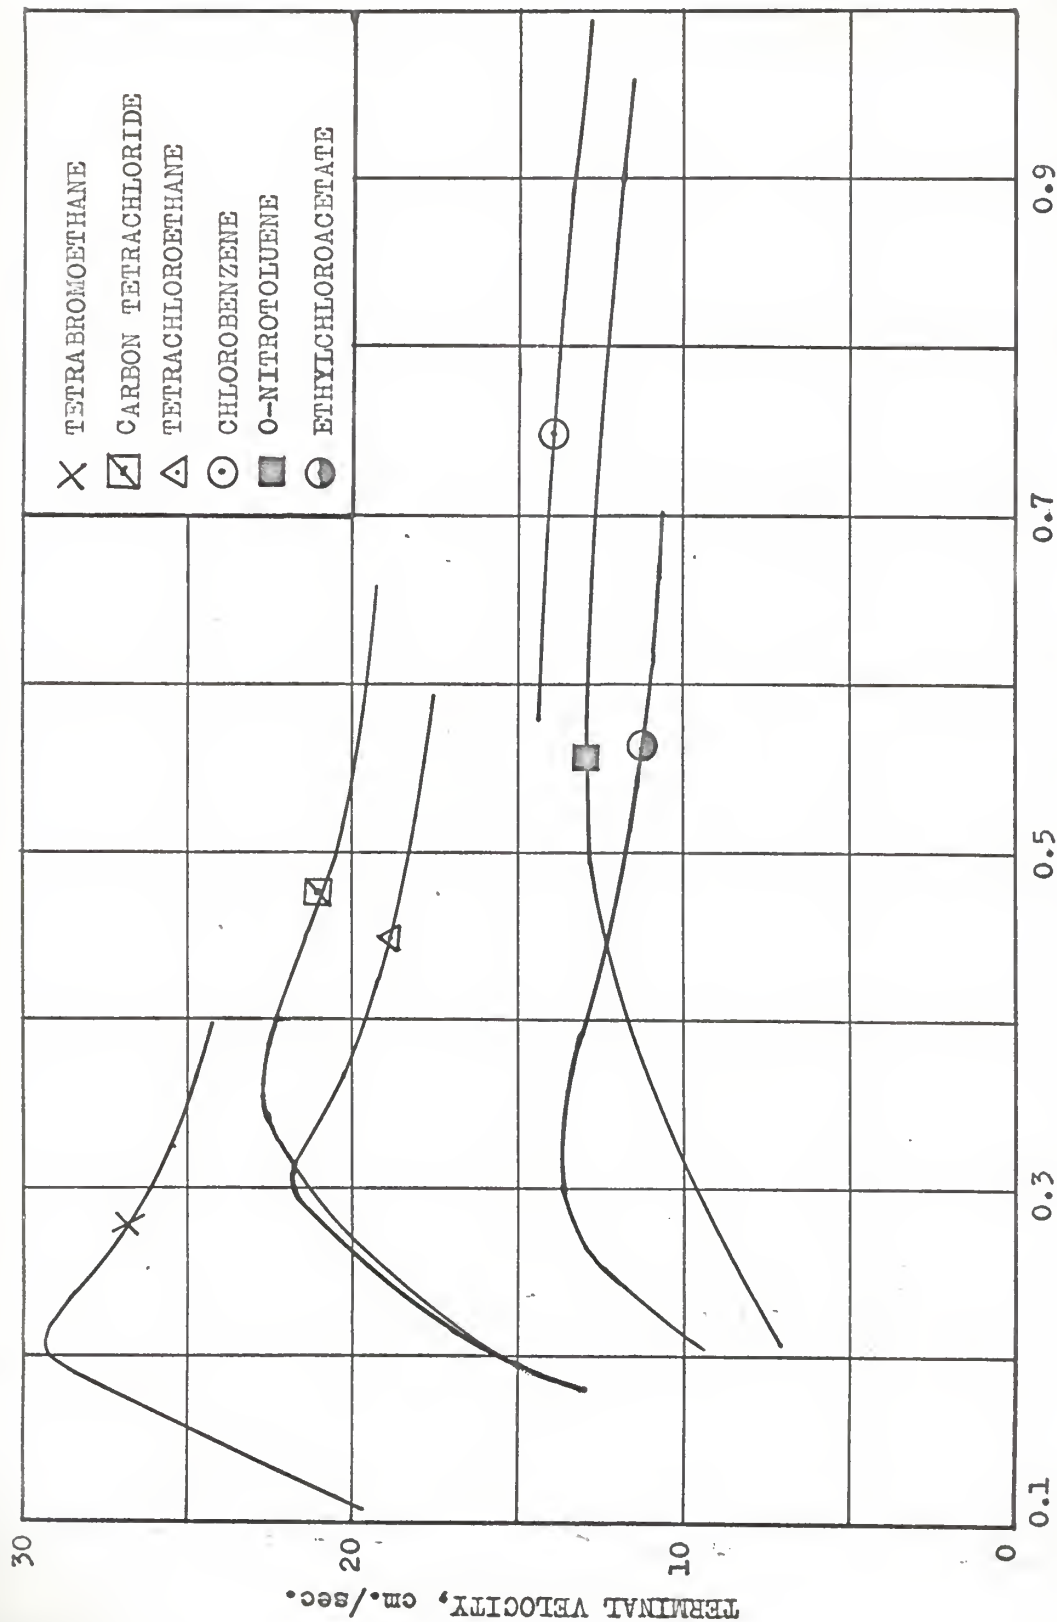 TETRABROMOETHANE
CARBON TETRACHLORIDE
TETRACHLOROETHANE
CHLOROBENZENE
O-NITROTOLUENE
ETHYLCHLOROACETATE
TERMINAL VELOCITY, cm./sec.
30
20
10
0
0.1
0.3
0.5
0.7
0.9